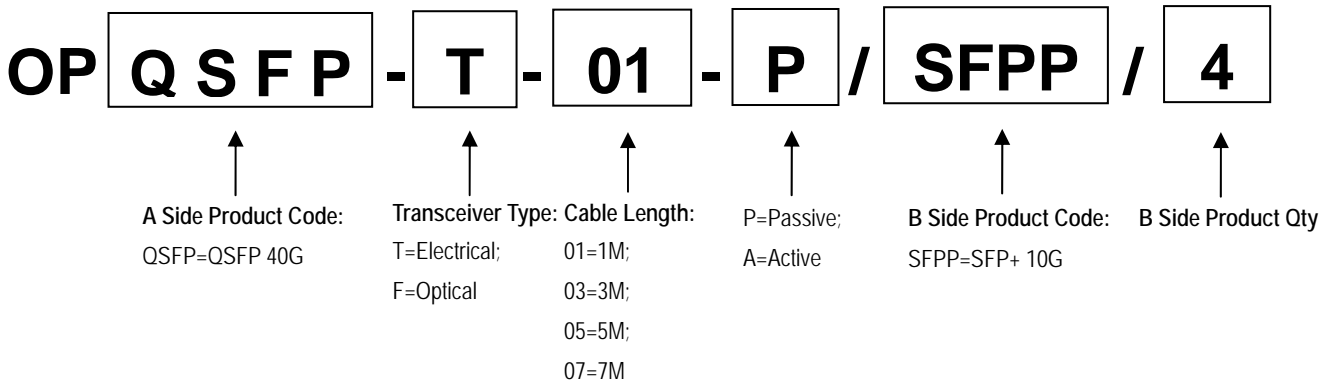 OP QSFP - T - 01 - P / SFPP / 4
A Side Product Code:
QSFP=QSFP 40G
Transceiver Type:
T=Electrical;
F=Optical
Cable Length:
01=1M;
03=3M;
05=5M;
07=7M
P=Passive;
A=Active
B Side Product Code:
SFPP=SFP+ 10G
B Side Product Qty